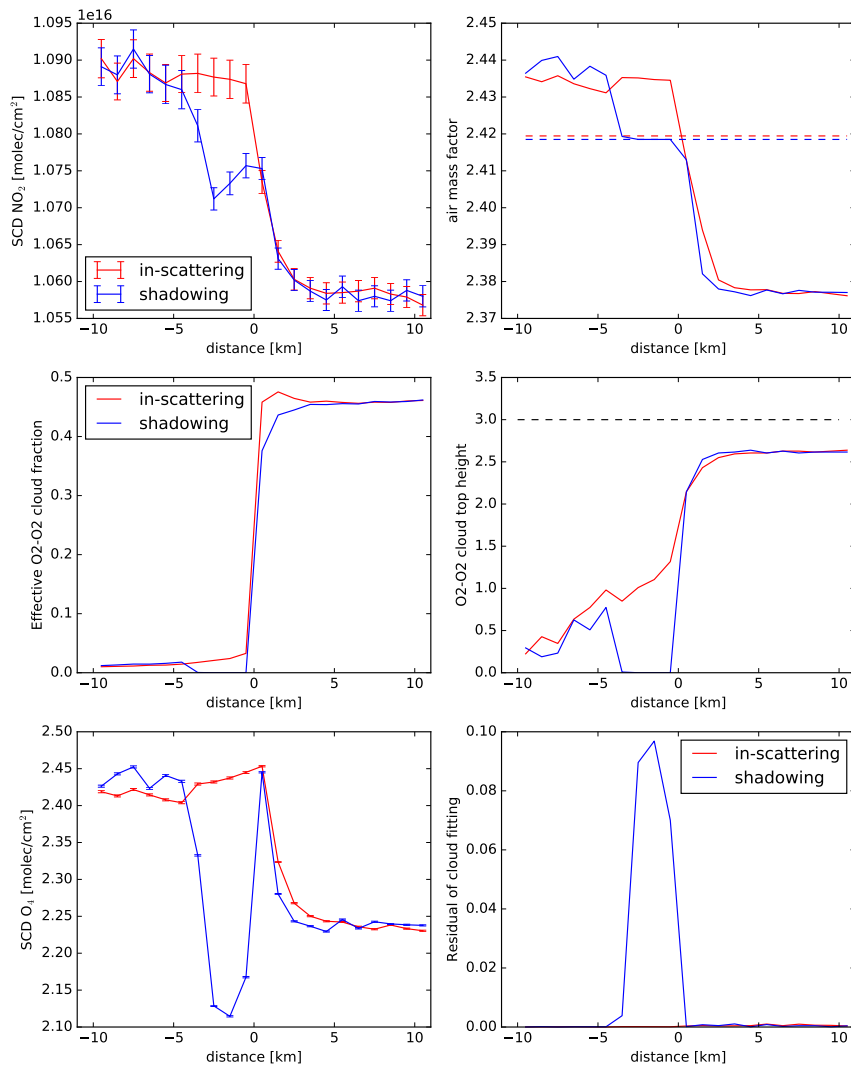 1e16
1.095
1.090
1.085
1.080
1.075
1.070
1.065
1.060
1.055
SCD NO₂ [molec/cm²]
in-scattering
shadowing
−10 −5 0 5 10
distance [km]
2.45
2.44
2.43
2.42
2.41
2.40
2.39
2.38
2.37
air mass factor
−10 −5 0 5 10
distance [km]
0.5
0.4
0.3
0.2
0.1
0.0
Effective O2-O2 cloud fraction
in-scattering
shadowing
−10 −5 0 5 10
distance [km]
3.5
3.0
2.5
2.0
1.5
1.0
0.5
0.0
O2-O2 cloud top height
−10 −5 0 5 10
distance [km]
2.50
2.45
2.40
2.35
2.30
2.25
2.20
2.15
2.10
SCD O₄ [molec/cm²]
−10 −5 0 5 10
distance [km]
0.10
0.08
0.06
0.04
0.02
0.00
Residual of cloud fitting
in-scattering
shadowing
−10 −5 0 5 10
distance [km]